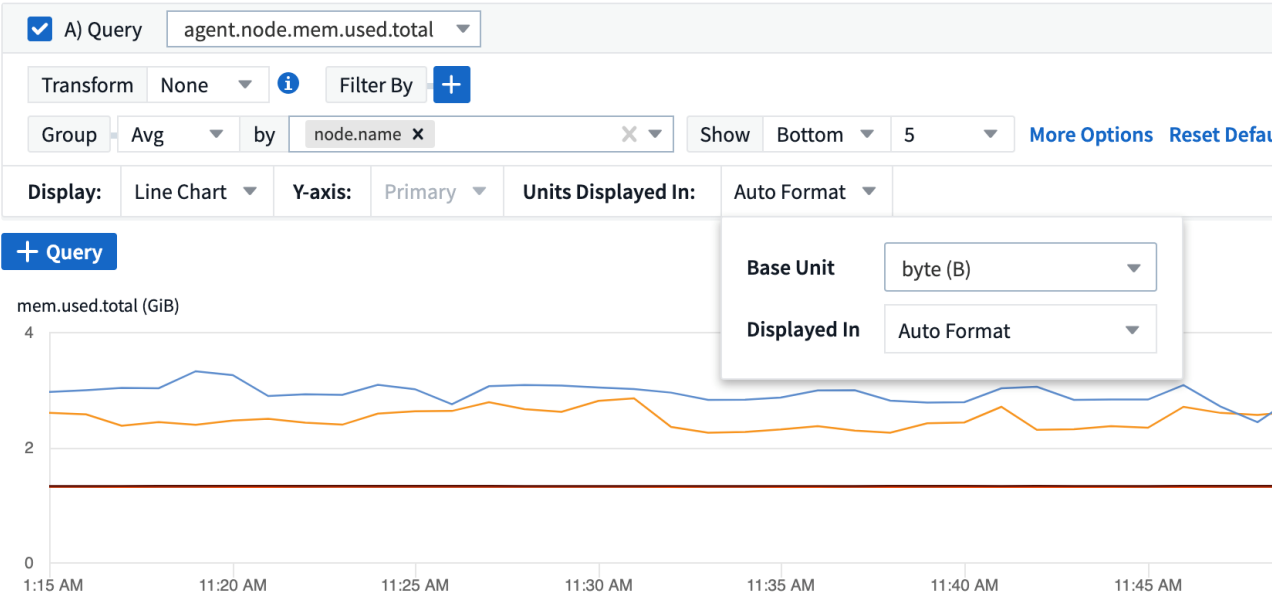 A) Query agent.node.mem.used.total
Transform None Filter By
Group Avg by node.name Show Bottom 5 More Options Reset Defau
Display: Line Chart Y-axis: Primary Units Displayed In: Auto Format
+ Query
Base Unit byte (B)
Displayed In Auto Format
mem.used.total (GiB)
4
2
0
1:15 AM 11:20 AM 11:25 AM 11:30 AM 11:35 AM 11:40 AM 11:45 AM